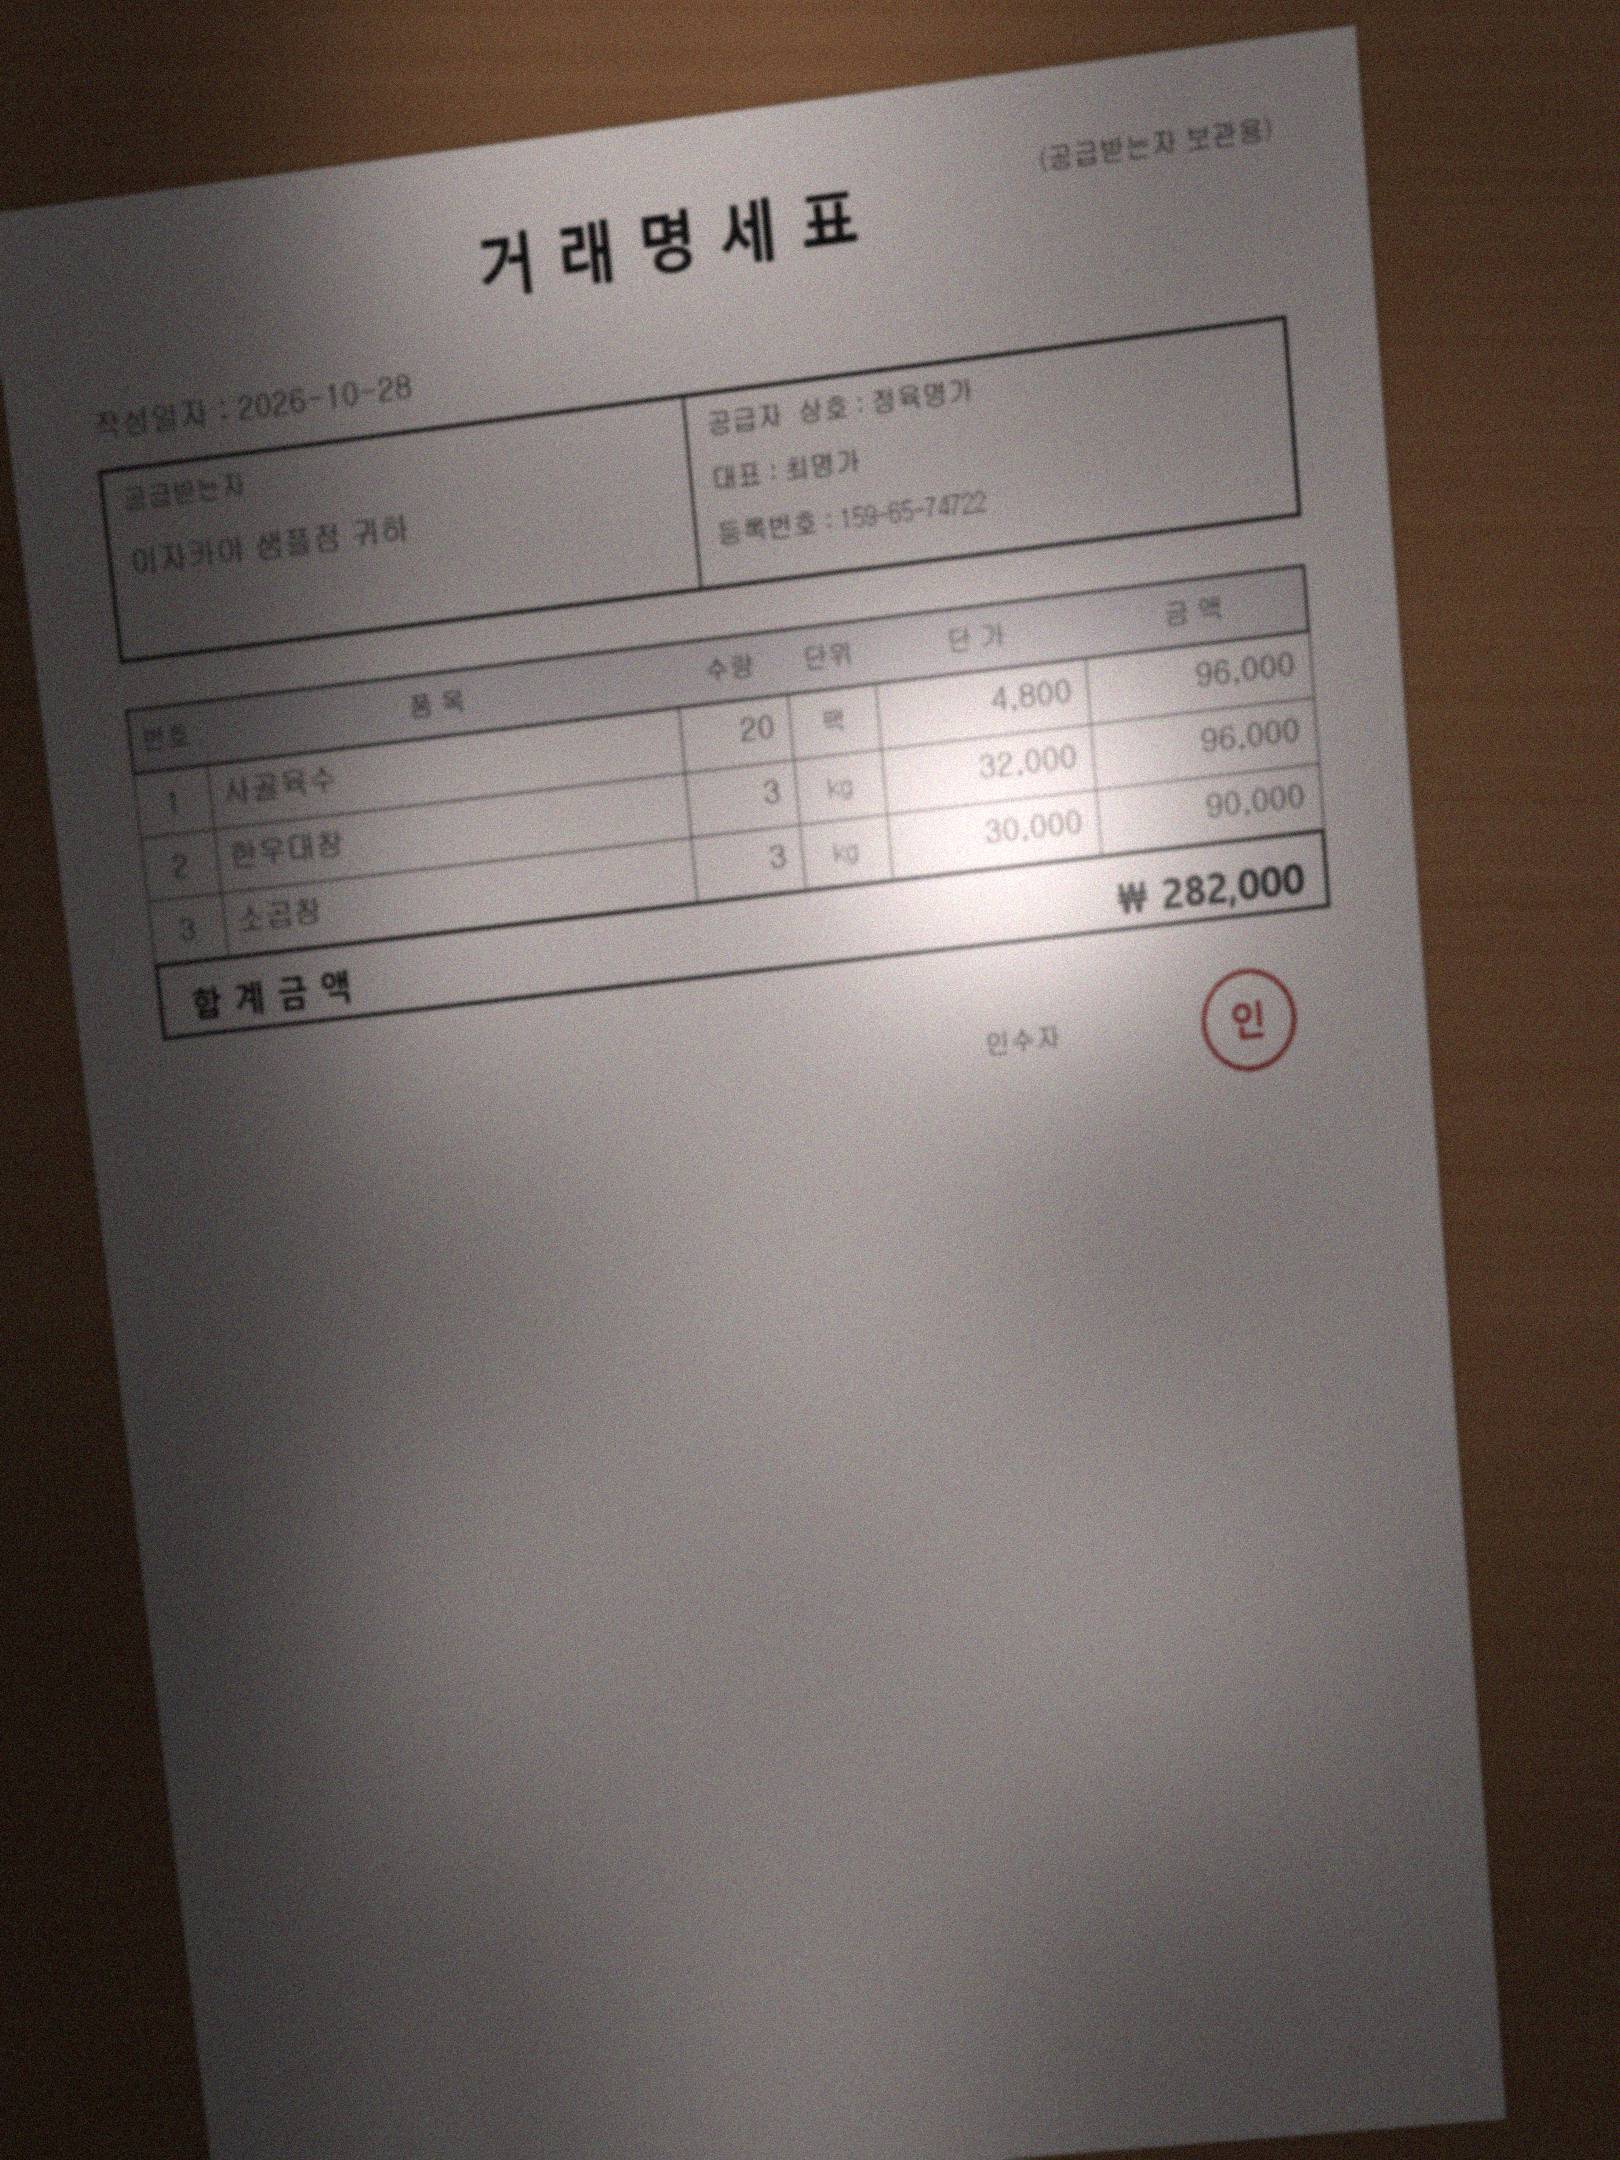 (공급받는자 보관용)
거래명세표
작성일자 : 2026-10-28
공급받는자
이자카야 샘플점 귀하
공급자 상호 : 정육명가
대표 : 최명가
등록번호 : 159-65-74722
번호 품 목 수량 단위 단 가 금 액
1 사골육수 20 팩 4,800 96,000
2 한우대창 3 kg 32,000 96,000
3 소곱창 3 kg 30,000 90,000
합 계 금 액 ₩ 282,000
인수자 인